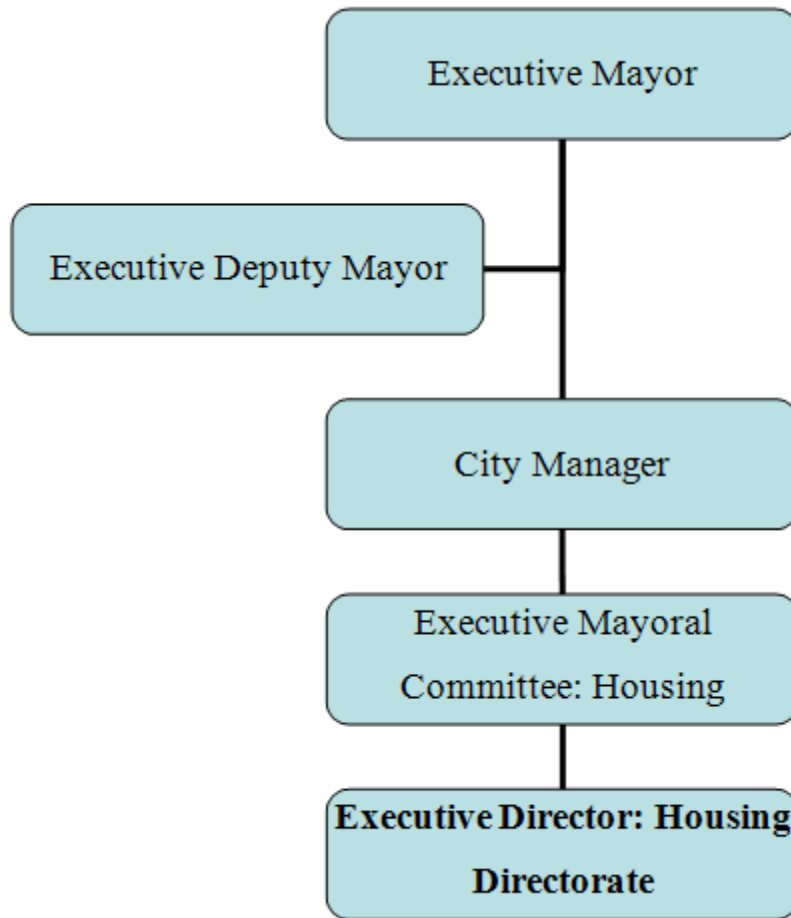 Executive Mayor
Executive Deputy Mayor
City Manager
Executive Mayoral
Committee: Housing
Executive Director: Housing
Directorate